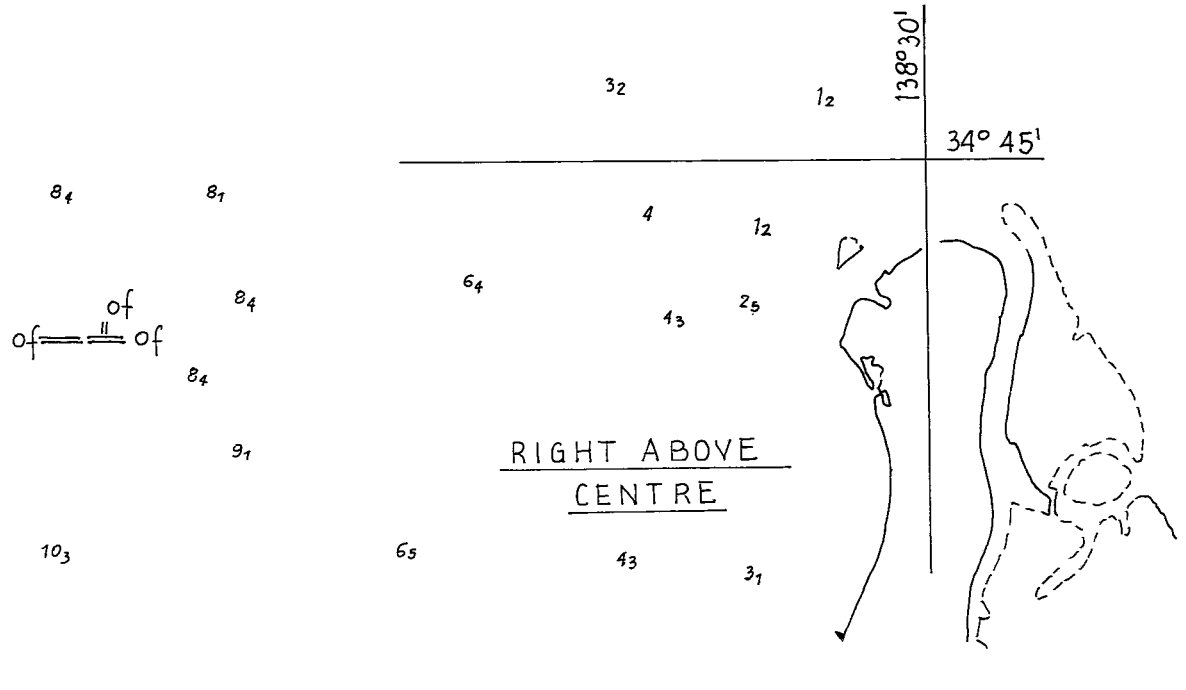 138°30'
3₂ 1₂
34° 45'
8₄ 8₁
4 1₂
6₄ 8₄ of
4₃ 2₅
of of
8₄
9₁
RIGHT ABOVE
CENTRE
10₃ 6₅ 4₃ 3₁